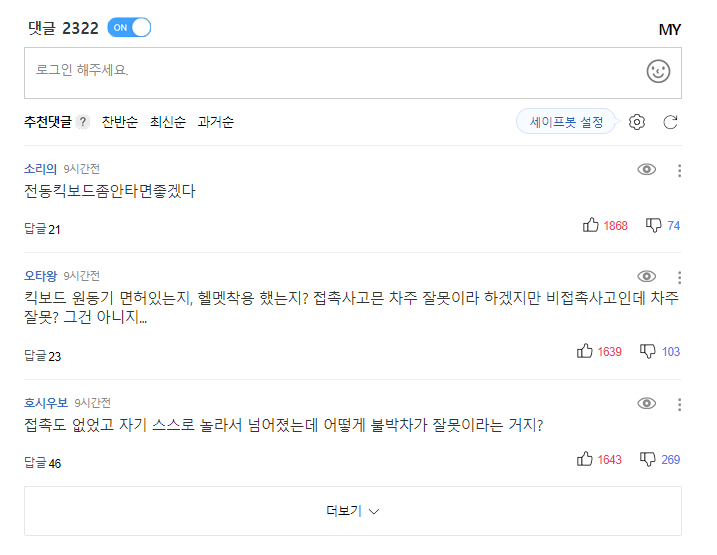 댓글 2322 ON MY
로그인 해주세요.
추천댓글 ? 찬반순 최신순 과거순 세이프봇 설정
소리의 9시간전
전동킥보드좀안타면좋겠다
답글 21 1868 74
오타왕 9시간전
킥보드 원동기 면허있는지, 헬멧착용 했는지? 접촉사고믄 차주 잘못이라 하겠지만 비접촉사고인데 차주
잘못? 그건 아니지...
답글 23 1639 103
호시우보 9시간전
접촉도 없었고 자기 스스로 놀라서 넘어졌는데 어떻게 불박차가 잘못이라는 거지?
답글 46 1643 269
더보기